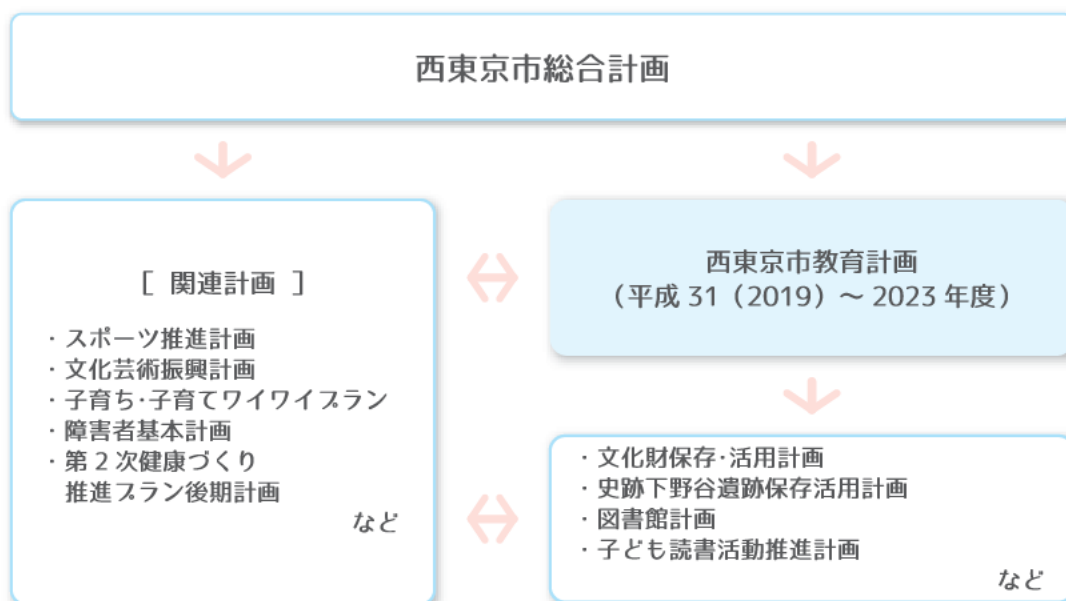 西東京市総合計画
［ 関連計画 ］
・スポーツ推進計画
・文化芸術振興計画
・子育ち・子育てワイワイプラン
・障害者基本計画
・第２次健康づくり
推進プラン後期計画
など
西東京市教育計画
（平成 31（2019）～ 2023 年度）
・文化財保存・活用計画
・史跡下野谷遺跡保存活用計画
・図書館計画
・子ども読書活動推進計画
など